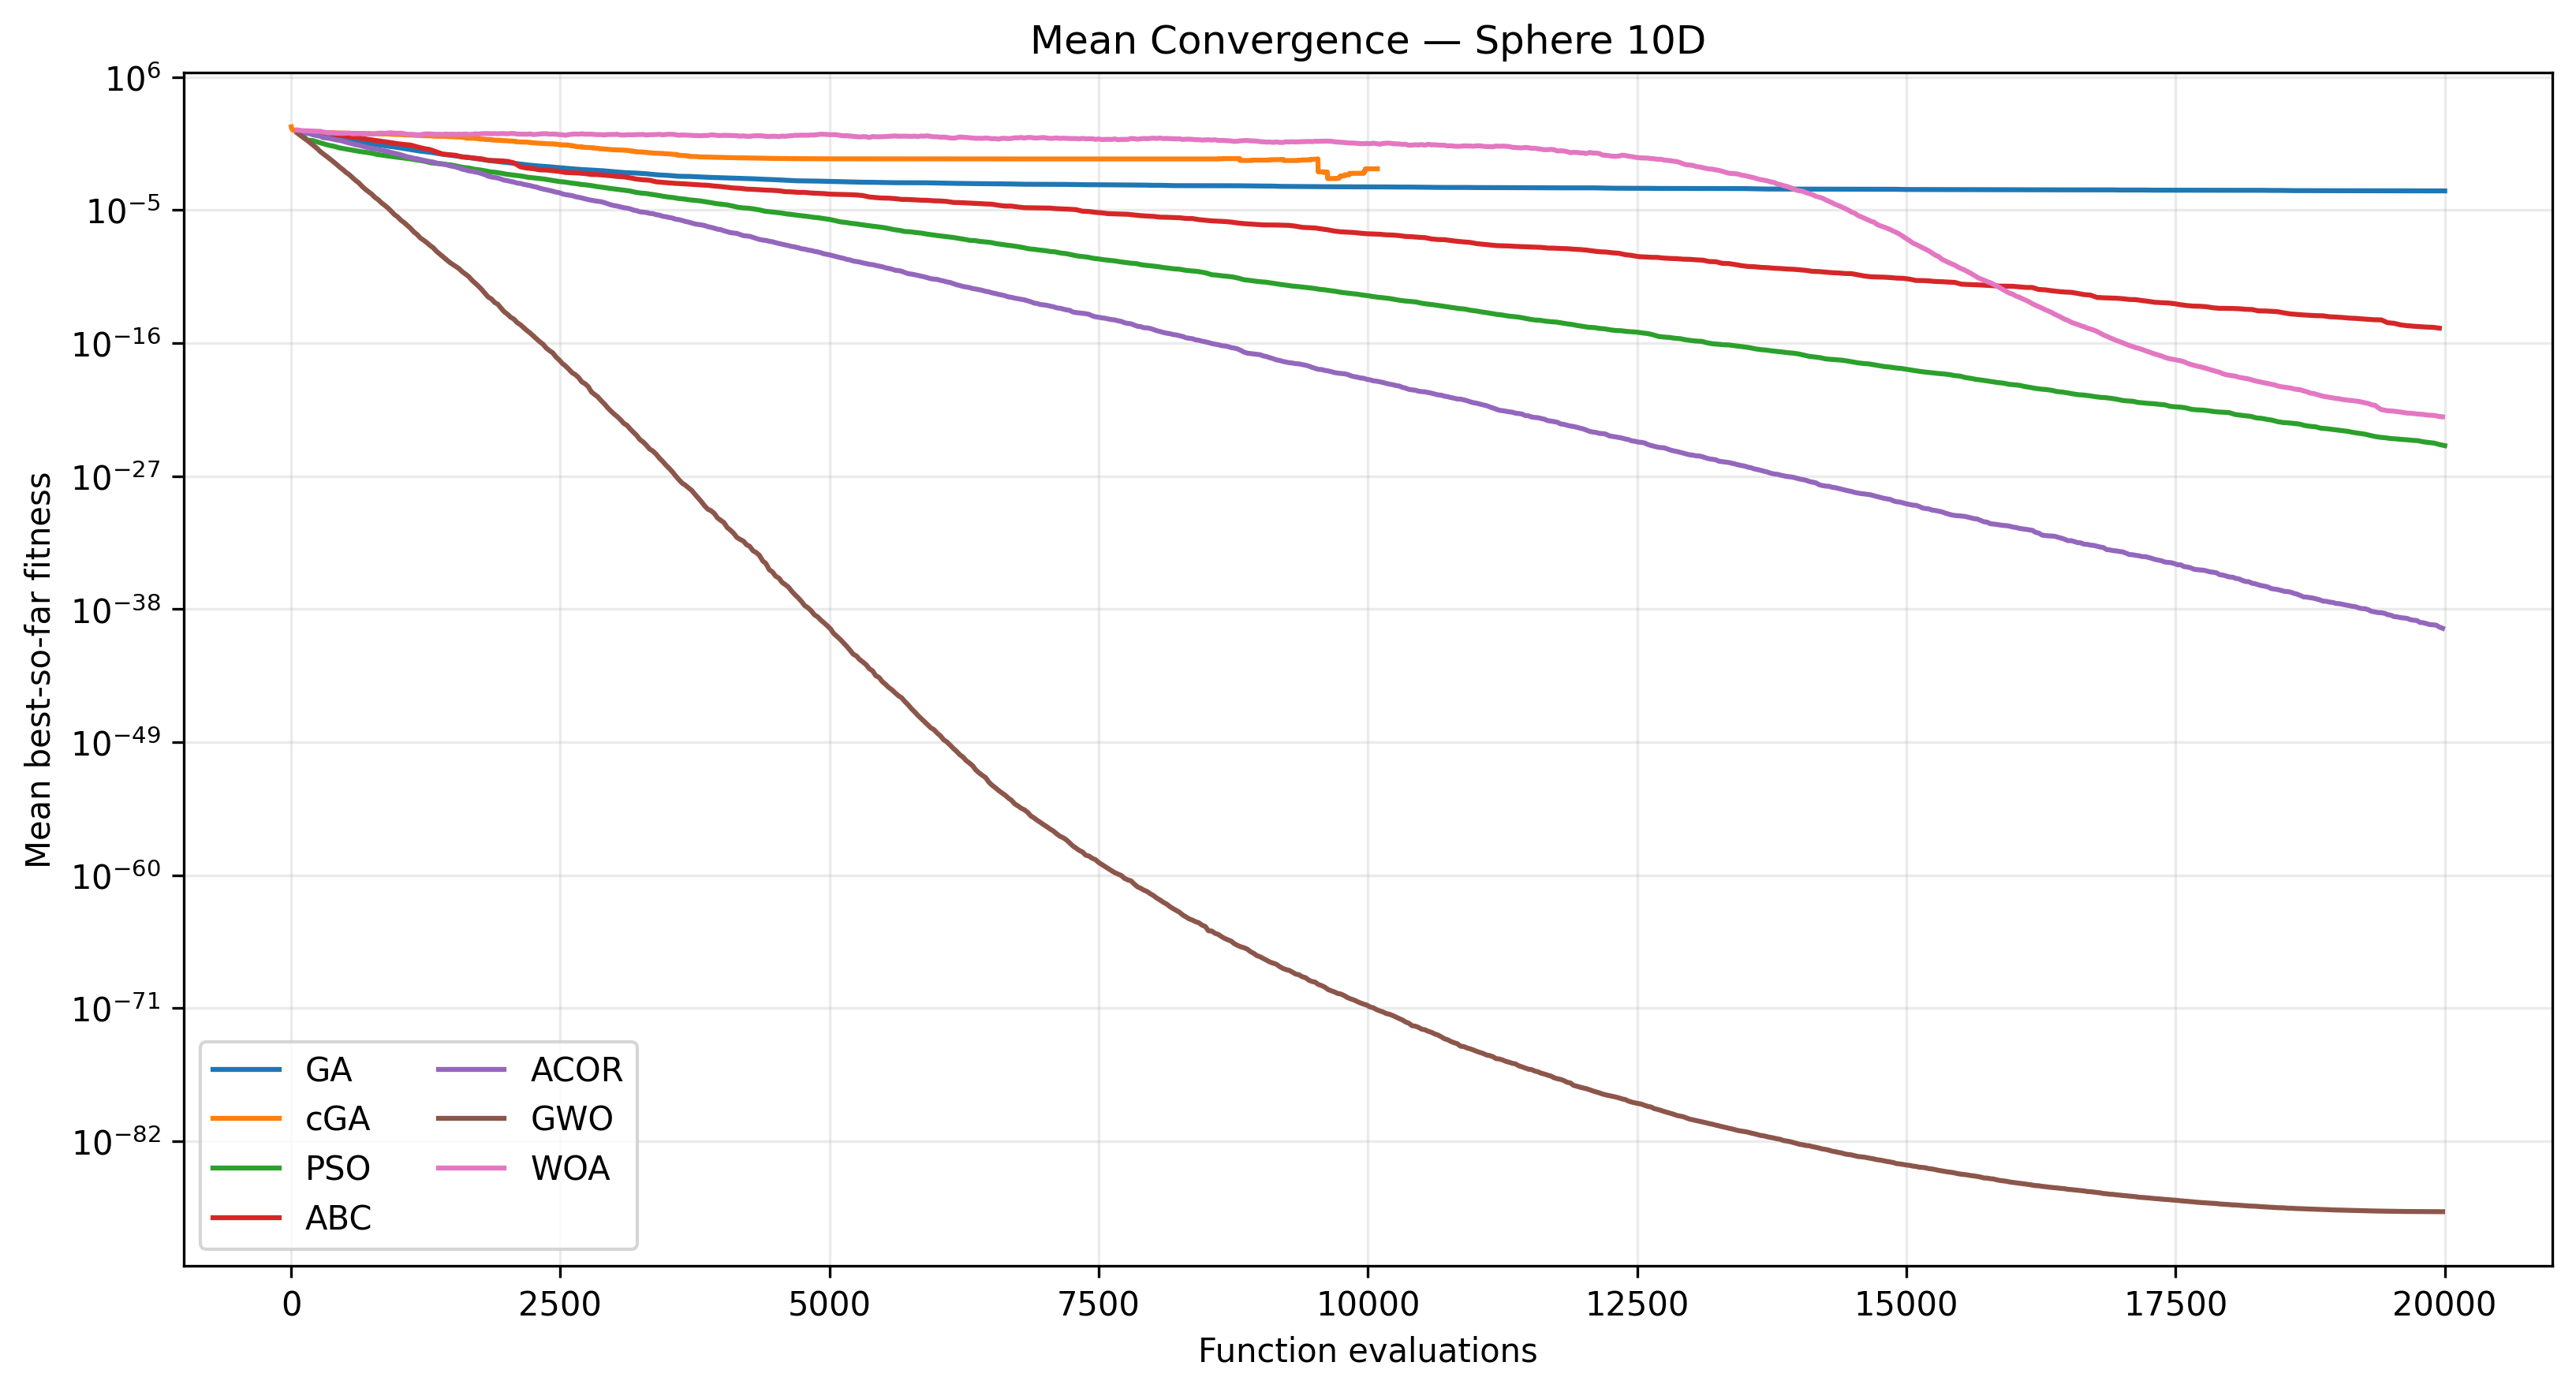 Mean Convergence — Sphere 10D
Mean best-so-far fitness
10⁶
10⁻⁵
10⁻¹⁶
10⁻²⁷
10⁻³⁸
10⁻⁴⁹
10⁻⁶⁰
10⁻⁷¹
10⁻⁸²
GA
cGA
PSO
ABC
ACOR
GWO
WOA
0 2500 5000 7500 10000 12500 15000 17500 20000
Function evaluations